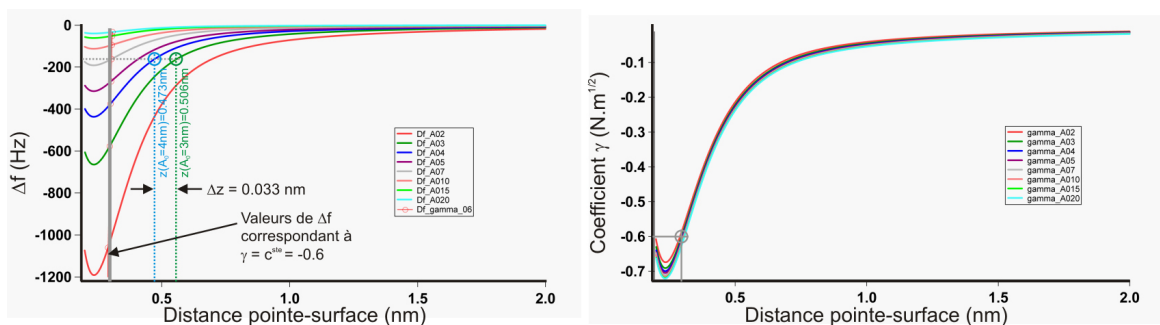 0
-200
-400
-600
-800
-1000
-1200
Δf (Hz)
0.5
1.0
1.5
2.0
Distance pointe-surface (nm)
z(A₀=4nm)=0.473nm
z(A₀=3nm)=0.506nm
Δz = 0.033 nm
Valeurs de Δf
correspondant à
γ = cste = -0.6
Df_A02
Df_A03
Df_A04
Df_A05
Df_A07
Df_A010
Df_A015
Df_A020
Df_gamma_06
-0.1
-0.2
-0.3
-0.4
-0.5
-0.6
-0.7
Coefficient γ (N.m1/2)
0.5
1.0
1.5
2.0
Distance pointe-surface (nm)
gamma_A02
gamma_A03
gamma_A04
gamma_A05
gamma_A07
gamma_A010
gamma_A015
gamma_A020